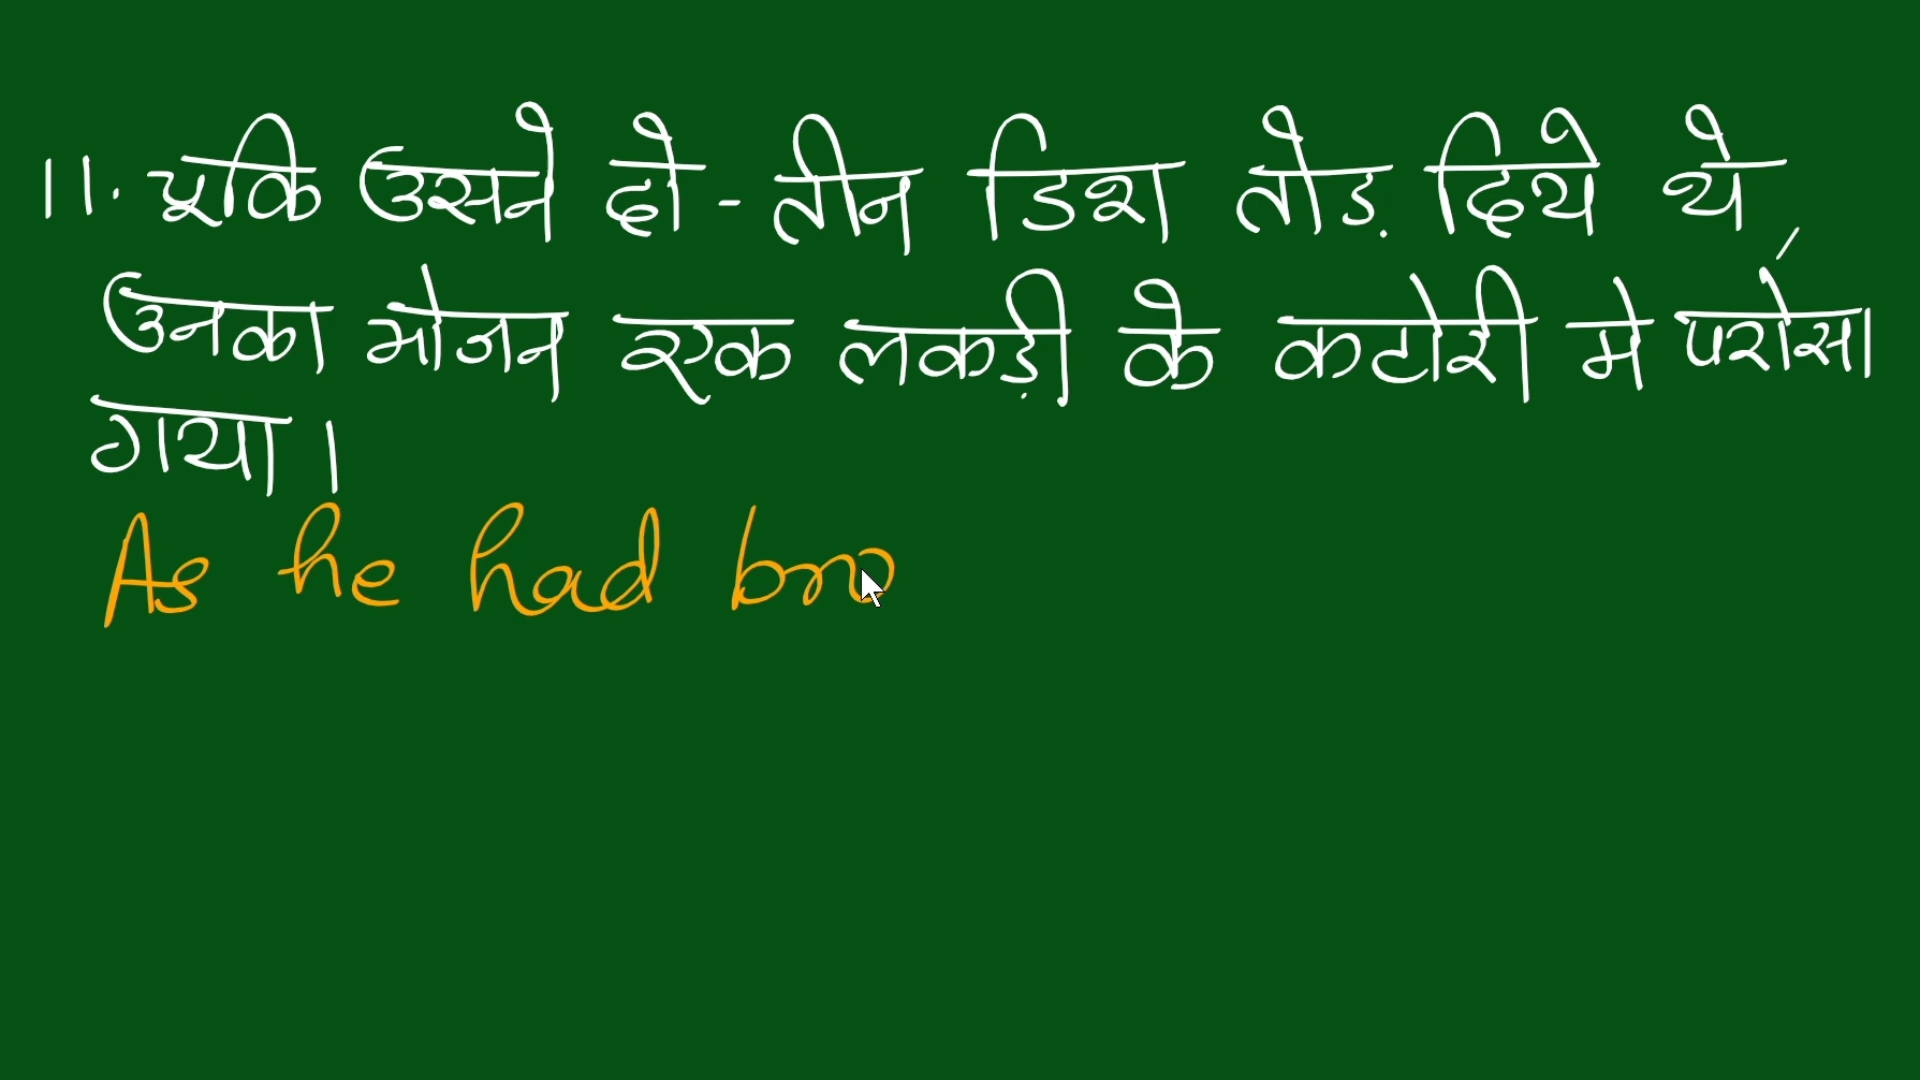 11. चूकि उसने दो-तीन डिश तोड़ दिये थे,
उनका भोजन एक लकड़ी के कटोरी मे परोसा
गया।
As he had bro